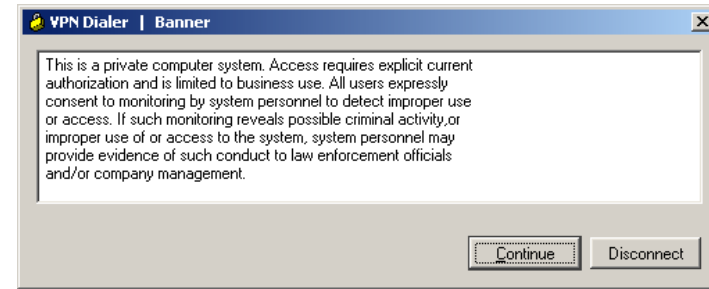 VPN Dialer | Banner
This is a private computer system. Access requires explicit current
authorization and is limited to business use. All users expressly
consent to monitoring by system personnel to detect improper use
or access. If such monitoring reveals possible criminal activity,or
improper use of or access to the system, system personnel may
provide evidence of such conduct to law enforcement officials
and/or company management.
Continue Disconnect